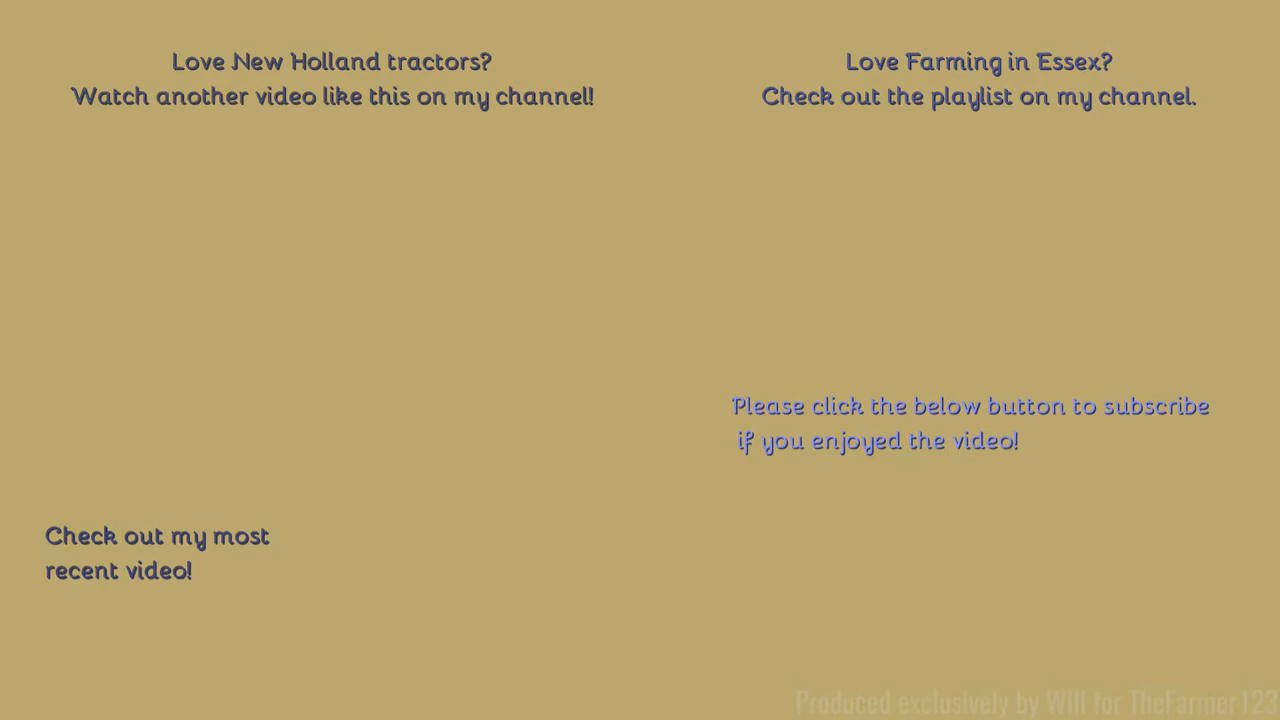 Love New Holland tractors?
Watch another video like this on my channel!
Love Farming in Essex?
Check out the playlist on my channel.
Please click the below button to subscribe
if you enjoyed the video!
Check out my most
recent video!
Produced exclusively by Will for TheFarmer123